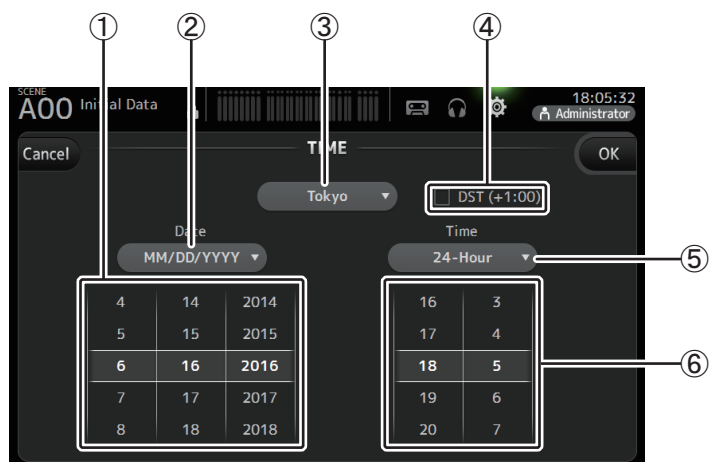 ① ② ③ ④
SCENE
A00 Initial Data 18:05:32
Administrator
Cancel TIME OK
Tokyo ▼ DST (+1:00)
Date Time
MM/DD/YYYY ▼ 24-Hour ▼ ⑤
4 14 2014 16 3
5 15 2015 17 4
6 16 2016 18 5 ⑥
7 17 2017 19 6
8 18 2018 20 7